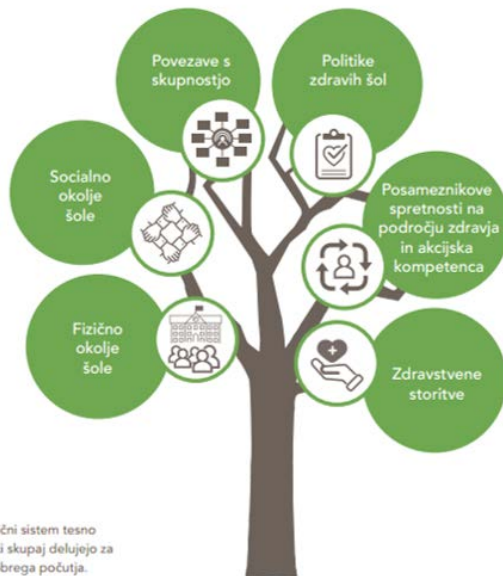 Povezave s
skupnostjo
Politike
zdravih šol
Socialno
okolje
šole
Posameznikove
spretnosti na
področju zdravja
in akcijska
kompetenca
Fizično
okolje
šole
Zdravstvene
storitve
čni sistem tesno
i skupaj delujejo za
brega počutja.